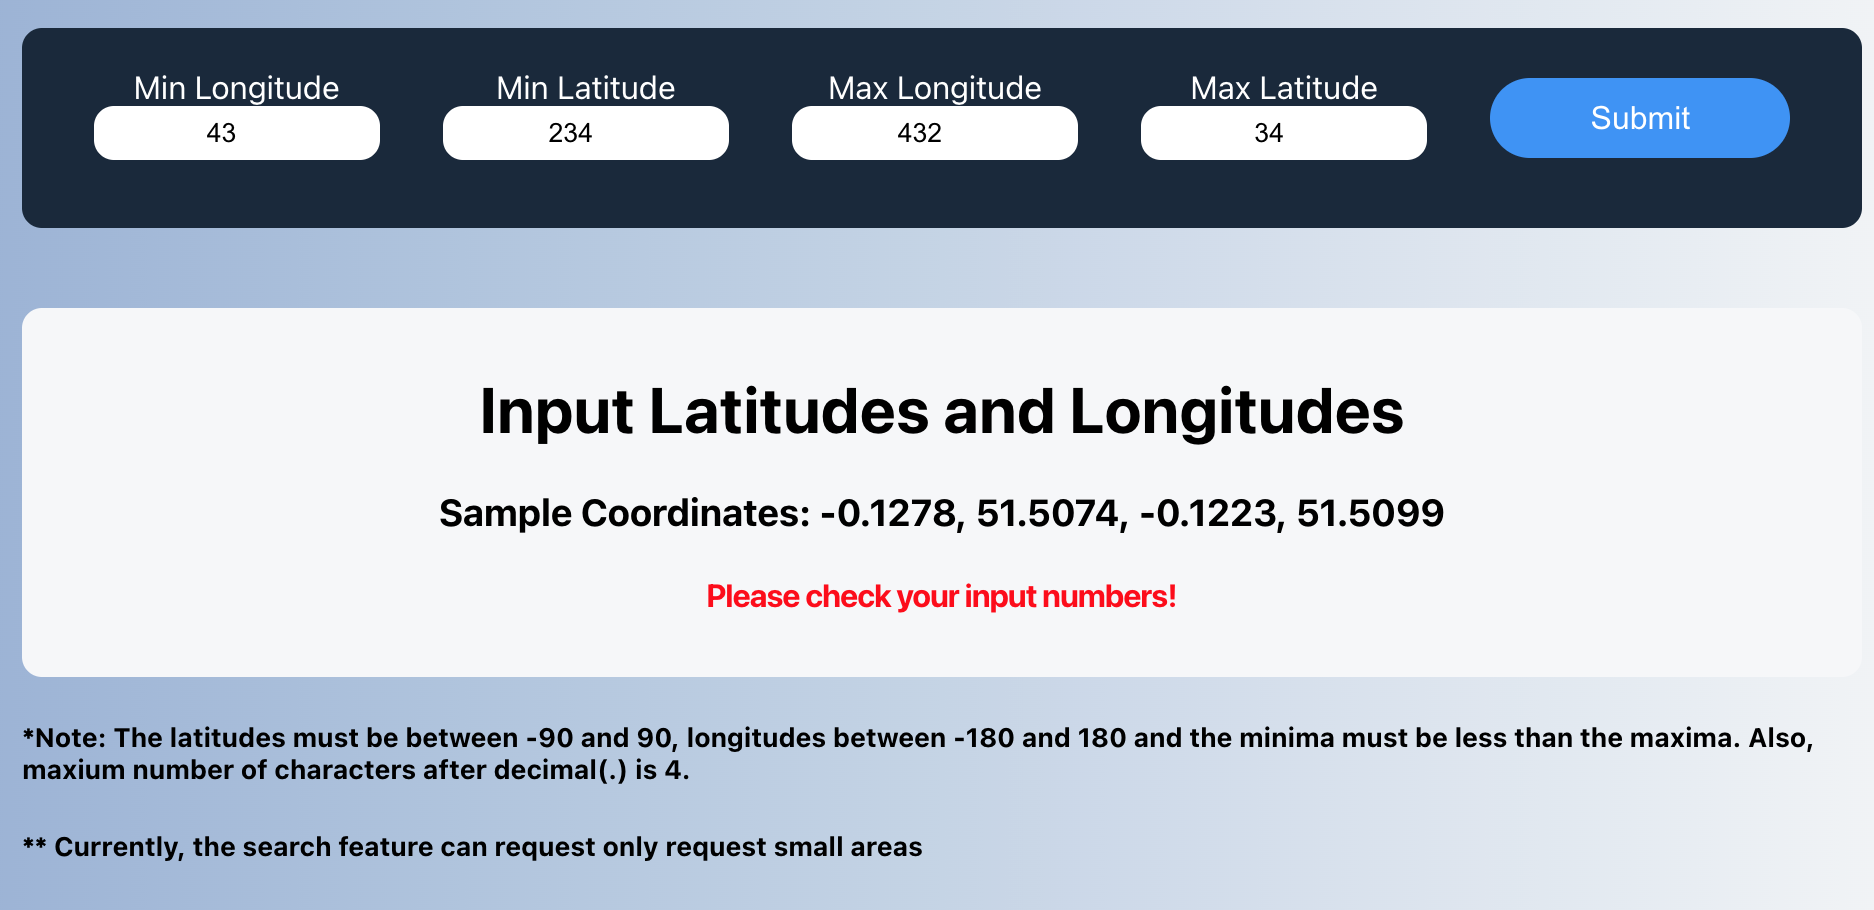 Min Longitude Min Latitude Max Longitude Max Latitude
43 234 432 34
Submit
Input Latitudes and Longitudes
Sample Coordinates: -0.1278, 51.5074, -0.1223, 51.5099
Please check your input numbers!
*Note: The latitudes must be between -90 and 90, longitudes between -180 and 180 and the minima must be less than the maxima. Also,
maxium number of characters after decimal(.) is 4.
** Currently, the search feature can request only request small areas